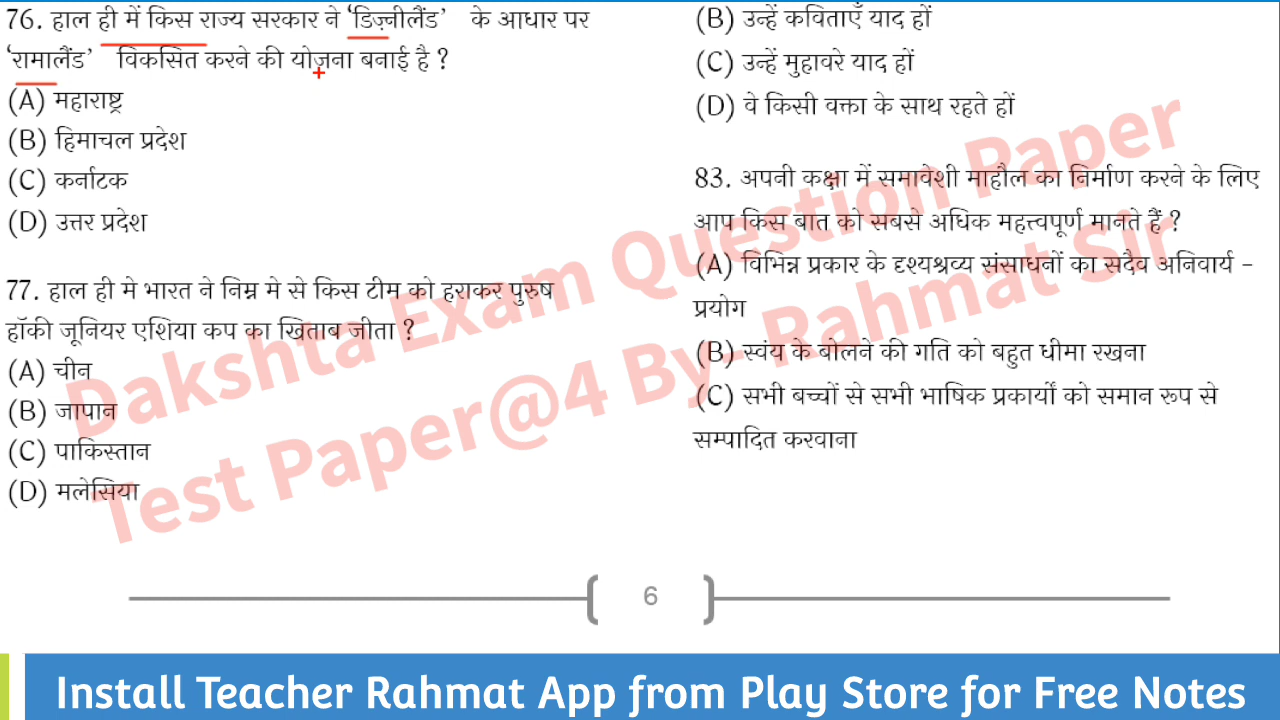 76. हाल ही में किस राज्य सरकार ने ‘डिज़्नीलैंड’ के आधार पर
‘रामालैंड’ विकसित करने की योजना बनाई है ?
(A) महाराष्ट्र
(B) हिमाचल प्रदेश
(C) कर्नाटक
(D) उत्तर प्रदेश
77. हाल ही मे भारत ने निम्न मे से किस टीम को हराकर पुरुष
हॉकी जूनियर एशिया कप का खिताब जीता ?
(A) चीन
(B) जापान
(C) पाकिस्तान
(D) मलेसिया
(B) उन्हें कविताएँ याद हों
(C) उन्हें मुहावरे याद हों
(D) वे किसी वक्ता के साथ रहते हों
83. अपनी कक्षा में समावेशी माहौल का निर्माण करने के लिए
आप किस बात को सबसे अधिक महत्त्वपूर्ण मानते हैं ?
(A) विभिन्न प्रकार के दृश्यश्रव्य संसाधनों का सदैव अनिवार्य –
प्रयोग
(B) स्वंय के बोलने की गति को बहुत धीमा रखना
(C) सभी बच्चों से सभी भाषिक प्रकार्यों को समान रूप से
सम्पादित करवाना
Dakshta Exam Question Paper
Test Paper@4 By- Rahmat Sir
6
Install Teacher Rahmat App from Play Store for Free Notes